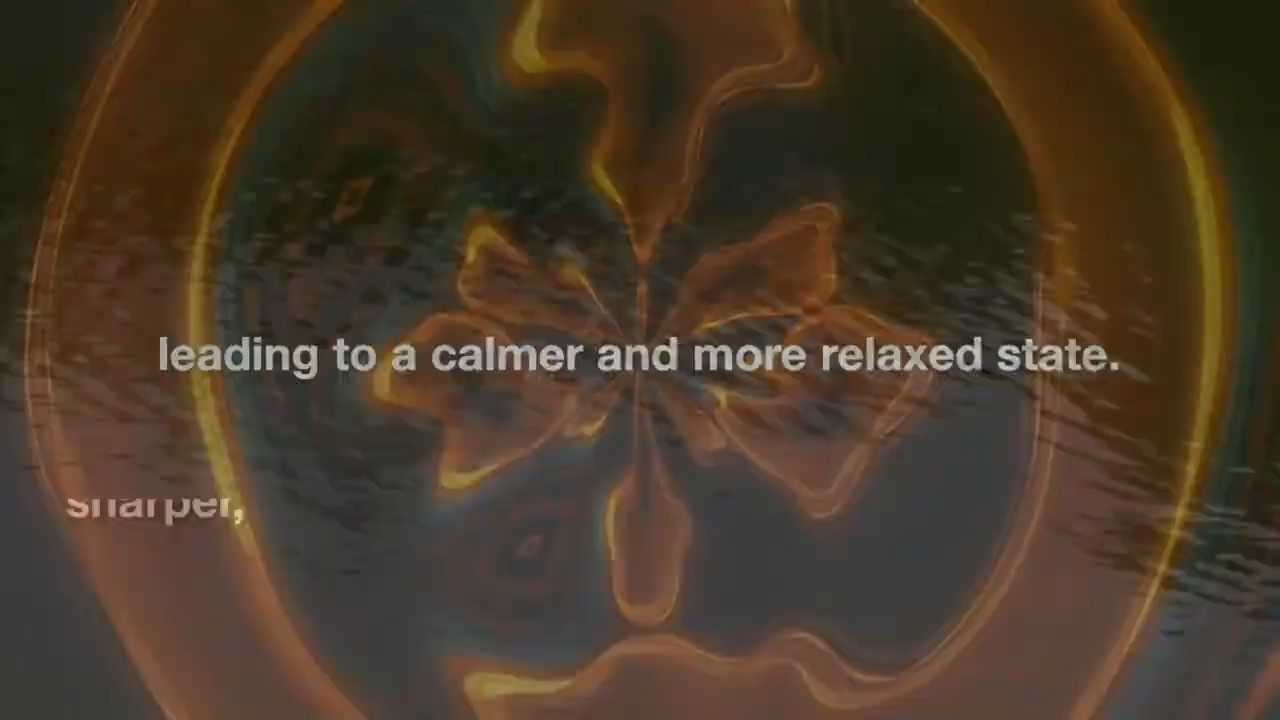 leading to a calmer and more relaxed state.
sharper,